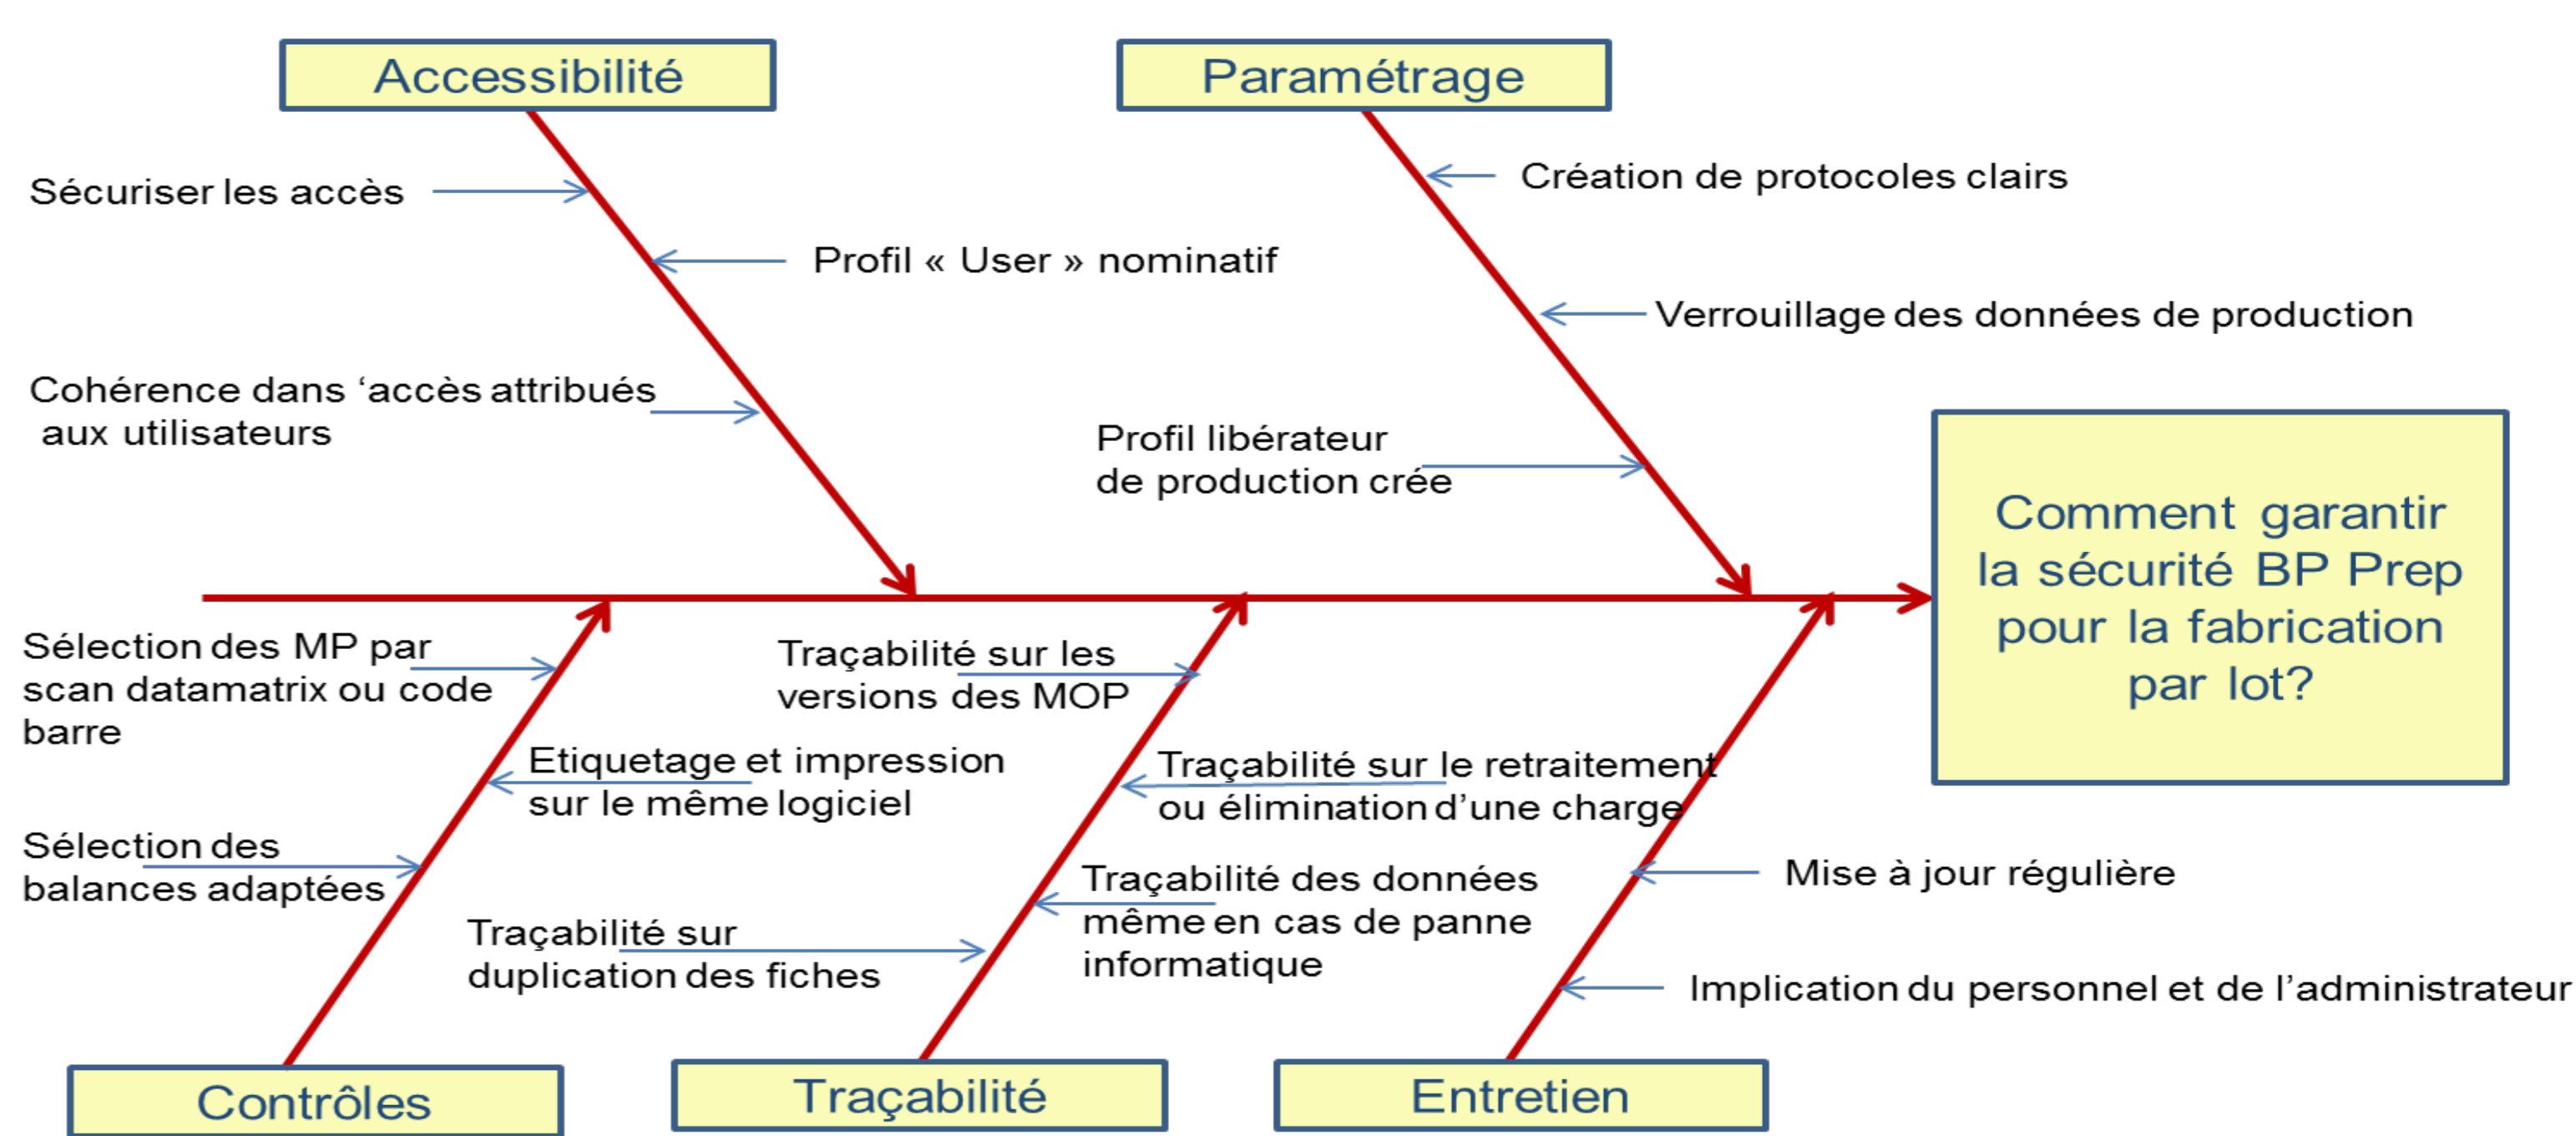 Accessibilité
Paramétrage
Sécuriser les accès
Création de protocoles clairs
Profil « User » nominatif
Verrouillage des données de production
Cohérence dans ‘accès attribués
aux utilisateurs
Profil libérateur
de production crée
Comment garantir
la sécurité BP Prep
pour la fabrication
par lot?
Sélection des MP par
scan datamatrix ou code
barre
Traçabilité sur les
versions des MOP
Etiquetage et impression
sur le même logiciel
Traçabilité sur le retraitement
ou élimination d’une charge
Sélection des
balances adaptées
Traçabilité des données
même en cas de panne
informatique
Mise à jour régulière
Traçabilité sur
duplication des fiches
Implication du personnel et de l’administrateur
Contrôles
Traçabilité
Entretien